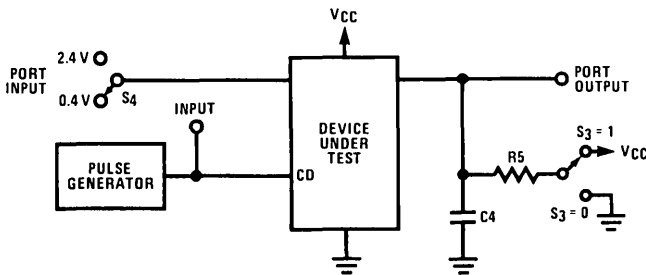 VCC
2.4 V
PORT
INPUT
0.4 V
S4
INPUT
PULSE
GENERATOR
CD
DEVICE
UNDER
TEST
PORT
OUTPUT
S3 = 1
VCC
R5
C4
S3 = 0